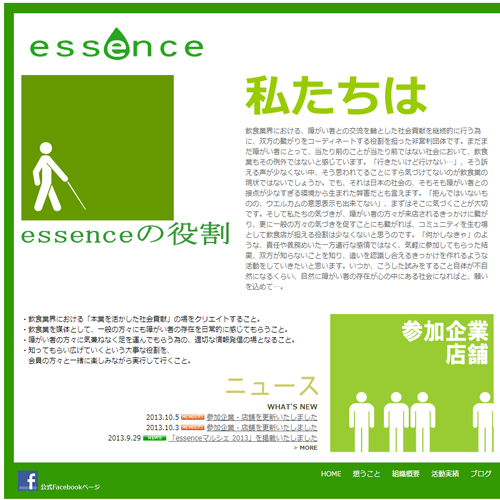 essence
私たちは
飲食業界における、障がい者との交流を軸とした社会貢献を継続的に行う為
に、双方の繋がりをコーディネートする役割を担った非営利団体です。まだま
だ障がい者にとって、当たり前のことが当たり前ではない社会において、飲食
業もその例外ではないと感じています。「行きたいけど行けない…」、そう訴
える声が少なくない中、そう思われてることにすら気づけてないのが飲食業の
現状ではないでしょうか。でも、それは日本の社会の、そもそも障がい者との
接点が少なすぎる環境から生まれた弊害だとも言えます。「拒んではいないもの
のの、ウエルカムの意思表示も出来てない」、まずはそこに気づくことが大切
です。そして私たちの気づきが、障がい者の方々が来店されるきっかけに繋が
り、更に一般の方々の気づきを促すことにも繋がれば、コミュニティを生む場
として飲食店が担える役割は少なくないと思うのです。「何かしなきゃ」のよ
うな、責任や義務めいた一方通行な感情ではなく、気軽に参加してもらった結
果、双方が知らないことを知り、違いを認識し合えるきっかけを作れるような
活動をしていきたいと思います。いつか、こうした試みをすること自体が不自
然になるくらい、自然に障がい者の存在が心の中にある社会になればと、願い
を込めて…。
essenceの役割
・飲食業界における「本業を活かした社会貢献」の場をクリエイトすること。
・飲食業を媒体として、一般の方々にも障がい者の存在を日常的に感じてもらうこと。
・障がい者の方々に気兼ねなく足を運んでもらう為の、適切な情報発信の場となること。
・知ってもらい広げていくという大事な役割を、
会員の方々と一緒に楽しみながら実行して行くこと。
参加企業
店舗
ニュース
WHAT'S NEW
2013.10.5 参加企業・店舗を更新いたしました
2013.10.3 参加企業・店舗を更新いたしました
2013.9.29 NEWS 「essenceマルシェ 2013」を掲載いたしました
> MORE
HOME 想うこと 組織概要 活動実績 ブログ
f 公式Facebookページ